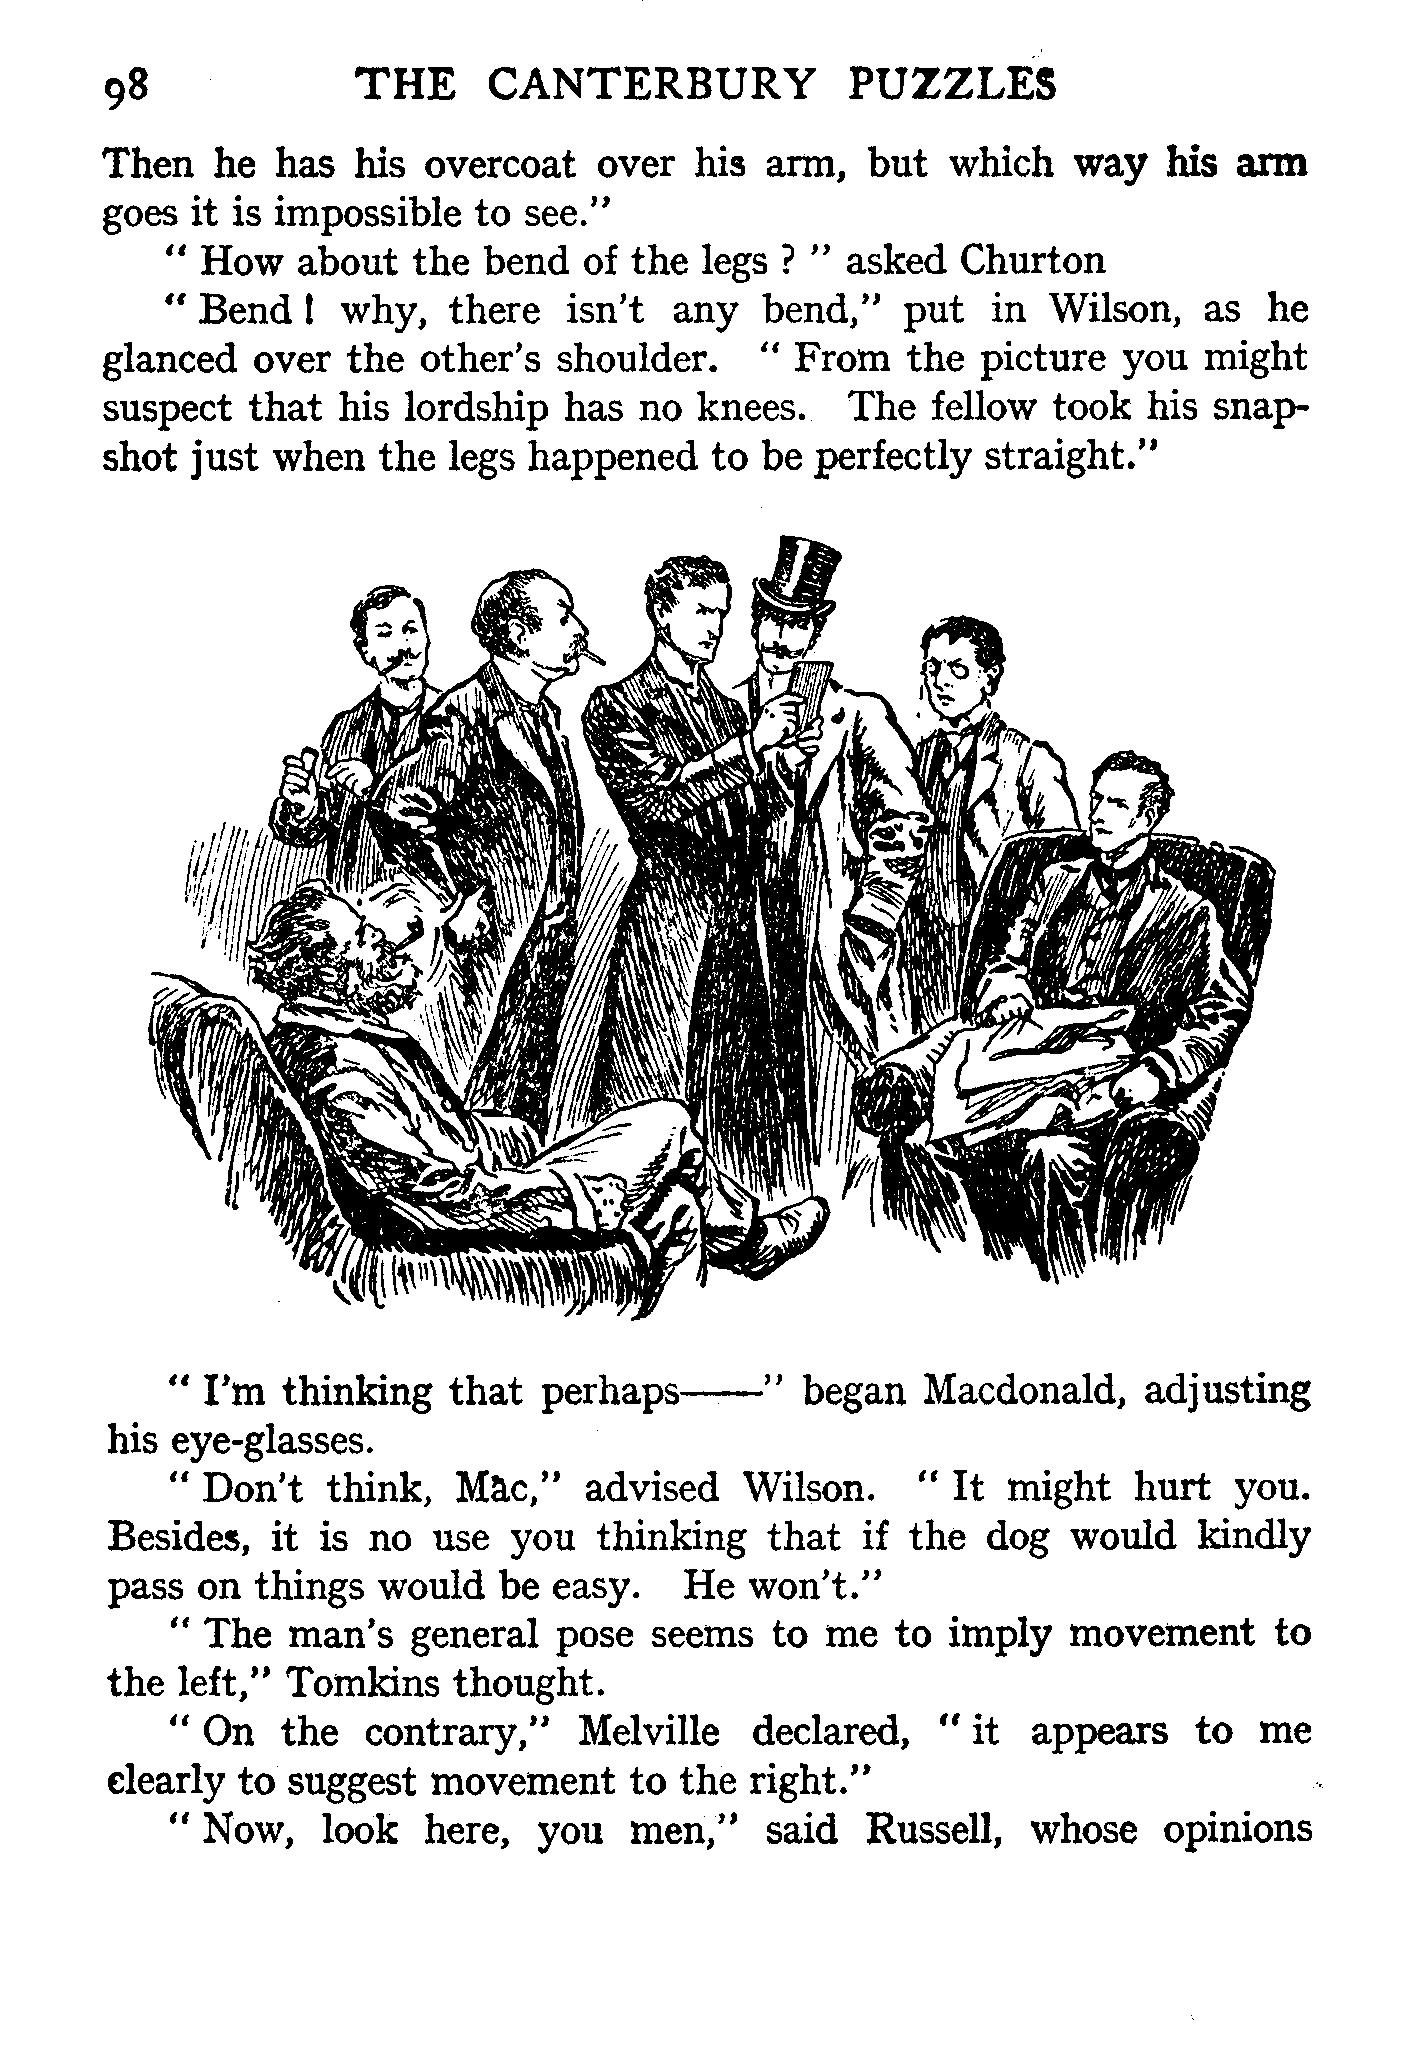 98 THE CANTERBURY PUZZLES
Then he has his overcoat over his arm, but which way his arm
goes it is impossible to see."
" How about the bend of the legs ? " asked Churton
" Bend ! why, there isn't any bend," put in Wilson, as he
glanced over the other's shoulder. " From the picture you might
suspect that his lordship has no knees. The fellow took his snap-
shot just when the legs happened to be perfectly straight."
" I'm thinking that perhaps——" began Macdonald, adjusting
his eye-glasses.
" Don't think, Mac," advised Wilson. " It might hurt you.
Besides, it is no use you thinking that if the dog would kindly
pass on things would be easy. He won't."
" The man's general pose seems to me to imply movement to
the left," Tomkins thought.
" On the contrary," Melville declared, " it appears to me
clearly to suggest movement to the right."
" Now, look here, you men," said Russell, whose opinions